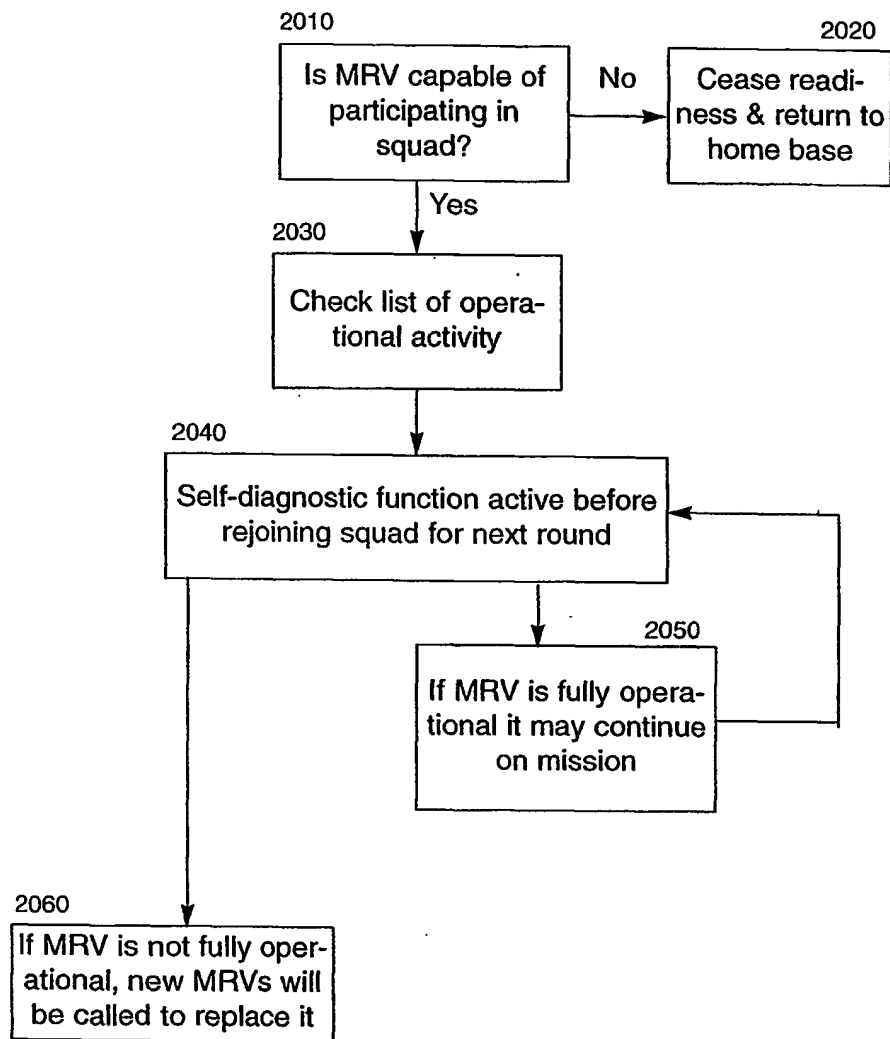 2010
Is MRV capable of
participating in
squad?
No
2020
Cease readi-
ness & return to
home base
Yes
2030
Check list of opera-
tional activity
2040
Self-diagnostic function active before
rejoining squad for next round
2050
If MRV is fully opera-
tional it may continue
on mission
2060
If MRV is not fully oper-
ational, new MRVs will
be called to replace it